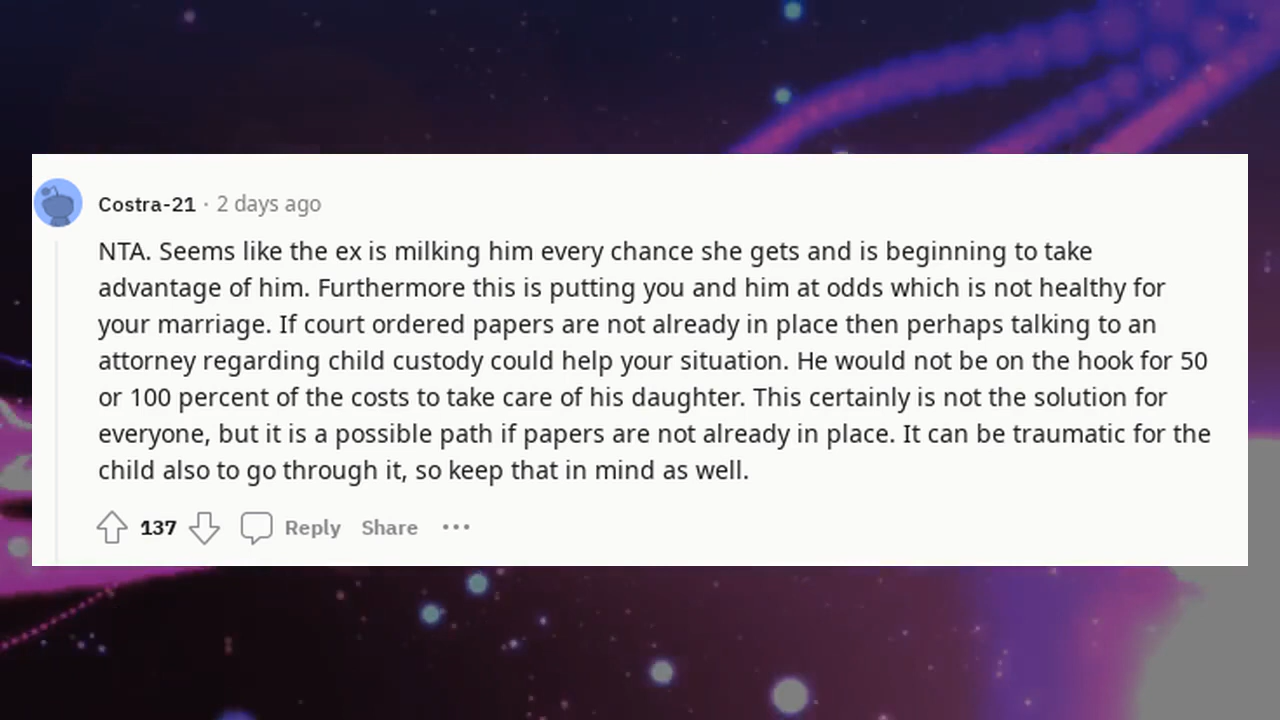 Costra-21 · 2 days ago
NTA. Seems like the ex is milking him every chance she gets and is beginning to take
advantage of him. Furthermore this is putting you and him at odds which is not healthy for
your marriage. If court ordered papers are not already in place then perhaps talking to an
attorney regarding child custody could help your situation. He would not be on the hook for 50
or 100 percent of the costs to take care of his daughter. This certainly is not the solution for
everyone, but it is a possible path if papers are not already in place. It can be traumatic for the
child also to go through it, so keep that in mind as well.
137 Reply Share •••